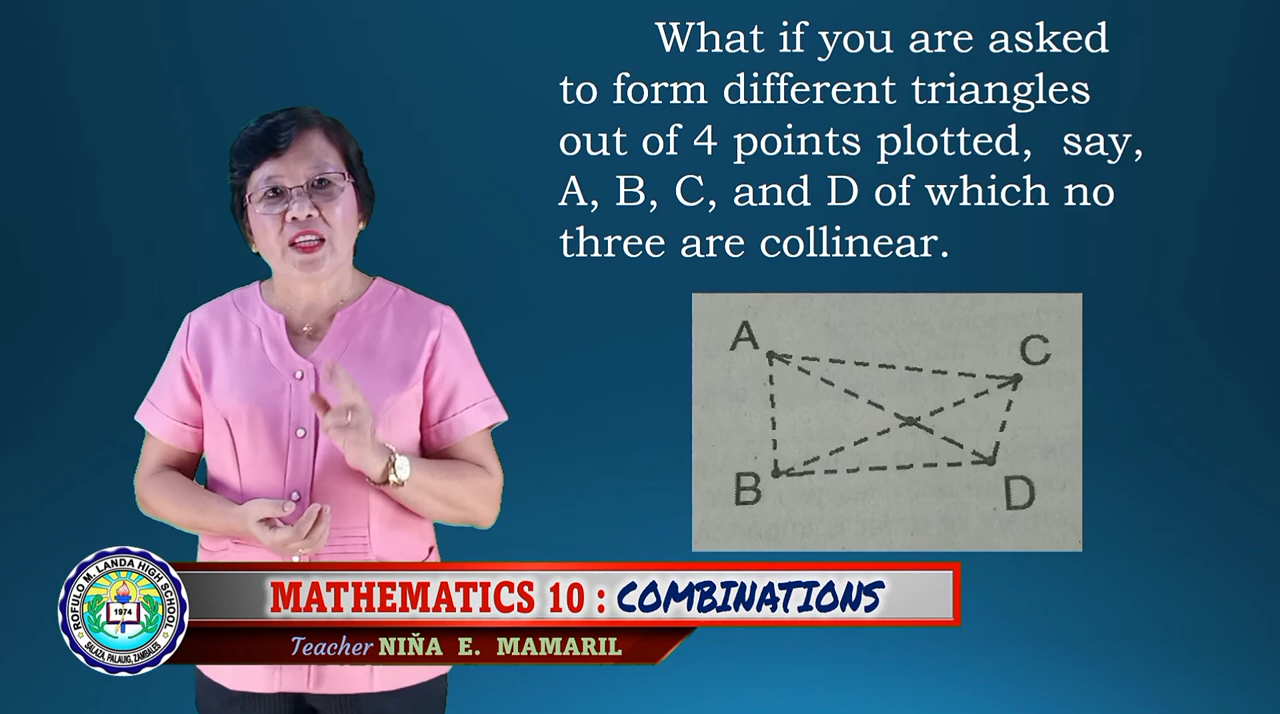 What if you are asked
to form different triangles
out of 4 points plotted, say,
A, B, C, and D of which no
three are collinear.
A
C
B
D
ROFULO M. LANDA HIGH SCHOOL
1974
SALAZA, PALAUIG, ZAMBALES
MATHEMATICS 10 : COMBINATIONS
Teacher NIÑA E. MAMARIL